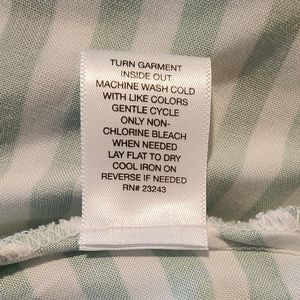 TURN GARMENT
INSIDE OUT
MACHINE WASH COLD
WITH LIKE COLORS
GENTLE CYCLE
ONLY NON-
CHLORINE BLEACH
WHEN NEEDED
LAY FLAT TO DRY
COOL IRON ON
REVERSE IF NEEDED
RN# 23243